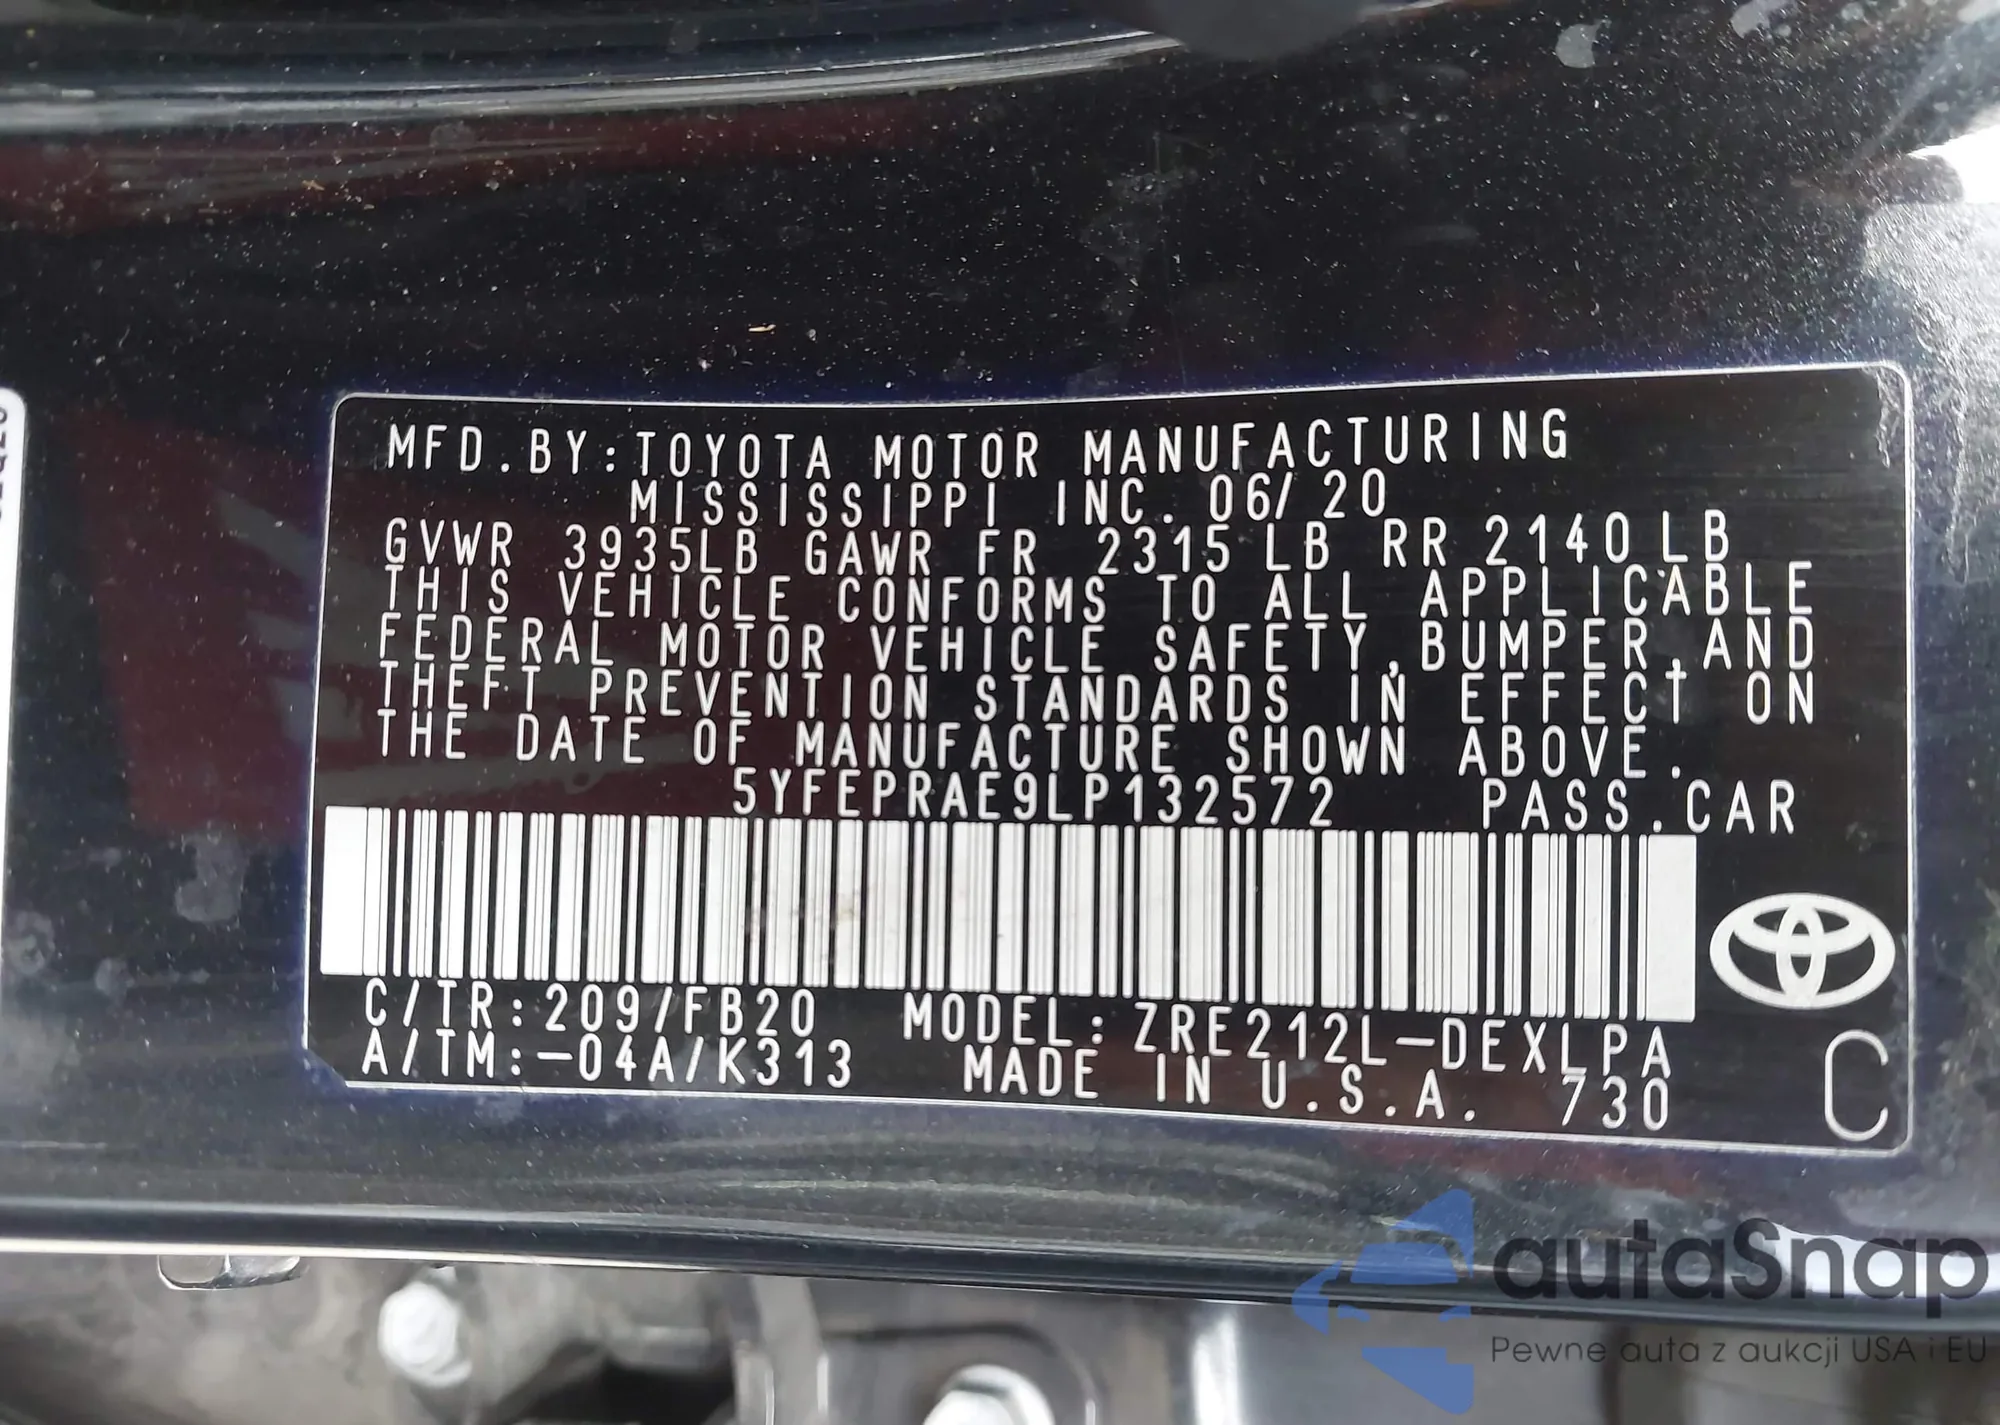 MFD.BY:TOYOTA MOTOR MANUFACTURING
MISSISSIPPI INC. 06/20
GVWR 3935LB GAWR FR 2315LB RR 2140LB
THIS VEHICLE CONFORMS TO ALL APPLICABLE
FEDERAL MOTOR VEHICLE SAFETY,BUMPER,AND
THEFT PREVENTION STANDARDS IN EFFECT ON
THE DATE OF MANUFACTURE SHOWN ABOVE.
5YFEPRAE9LP132572 PASS.CAR
C/TR:209/FB20 MODEL:ZRE212L-DEXLPA
A/TM:-04A/K313 MADE IN U.S.A. 730
C
autaSnap
Pewne auta z aukcji USA i EU